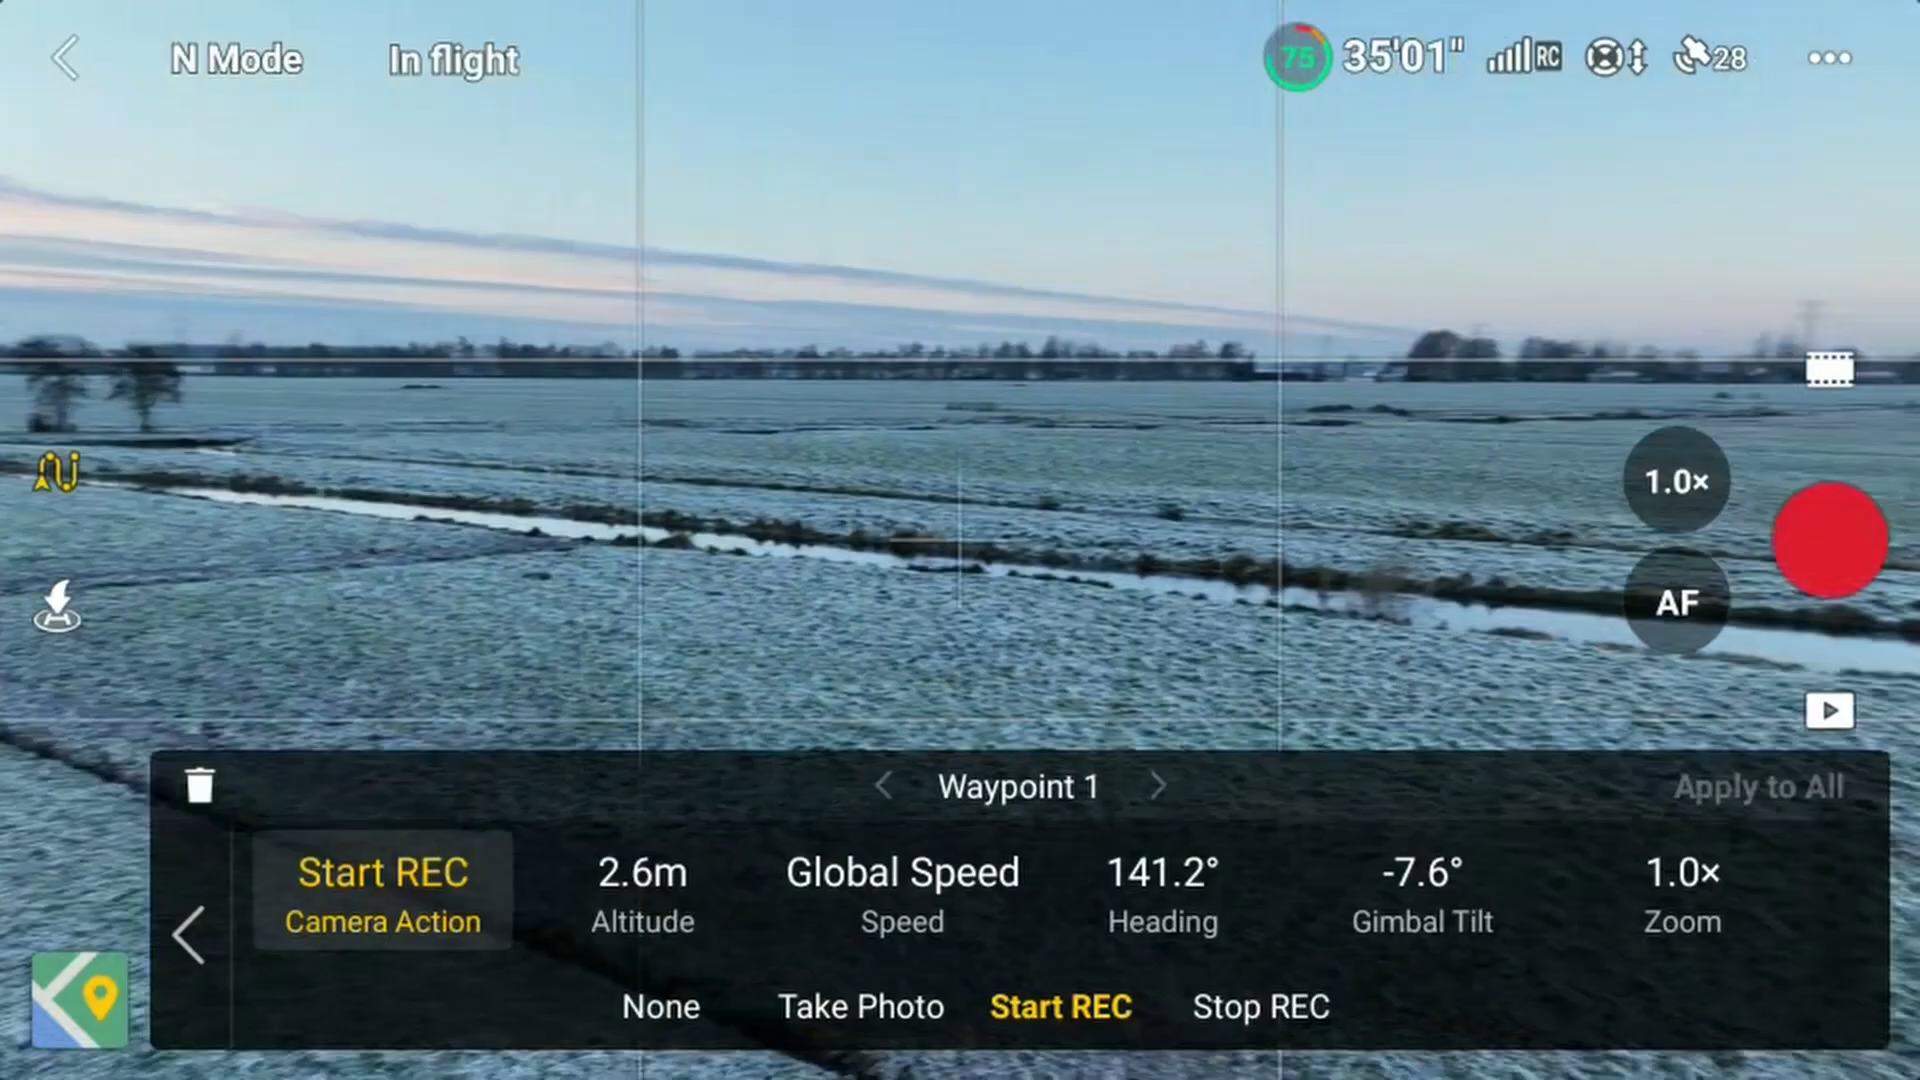 N Mode In flight 75 35'01" RC 28
1.0×
AF
Waypoint 1 Apply to All
Start REC 2.6m Global Speed 141.2° -7.6° 1.0×
Camera Action Altitude Speed Heading Gimbal Tilt Zoom
None Take Photo Start REC Stop REC